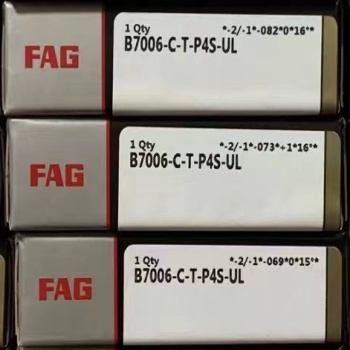 FAG
1 Qty *-2/-1*-082*0*16°*
B7006-C-T-P4S-UL
FAG
1 Qty *-2/-1*-073*+1*16°*
B7006-C-T-P4S-UL
FAG
1 Qty *-2/-1*-069*0*15°*
B7006-C-T-P4S-UL